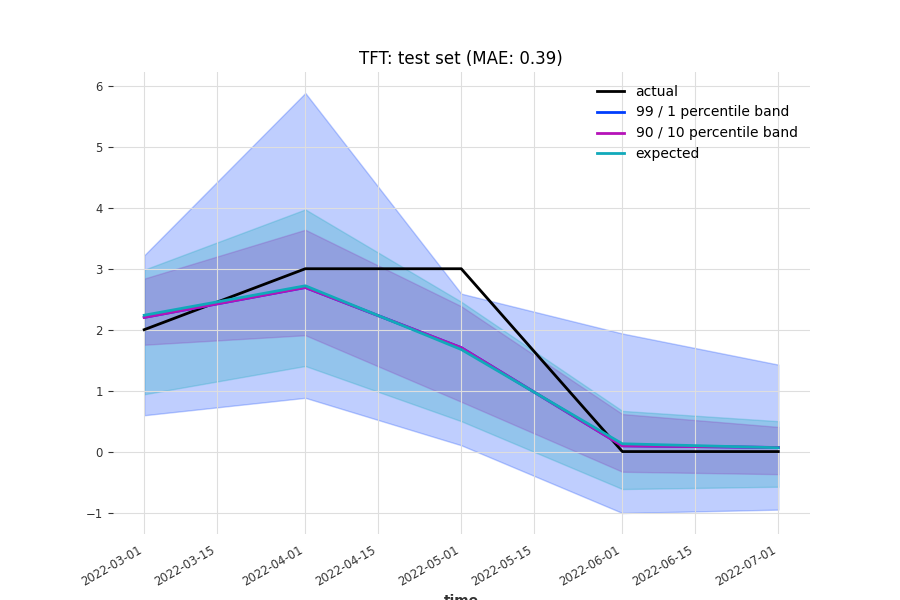 TFT: test set (MAE: 0.39)
actual
99 / 1 percentile band
90 / 10 percentile band
expected
6
5
4
3
2
1
0
−1
2022-03-01
2022-03-15
2022-04-01
2022-04-15
2022-05-01
2022-05-15
2022-06-01
2022-06-15
2022-07-01
time